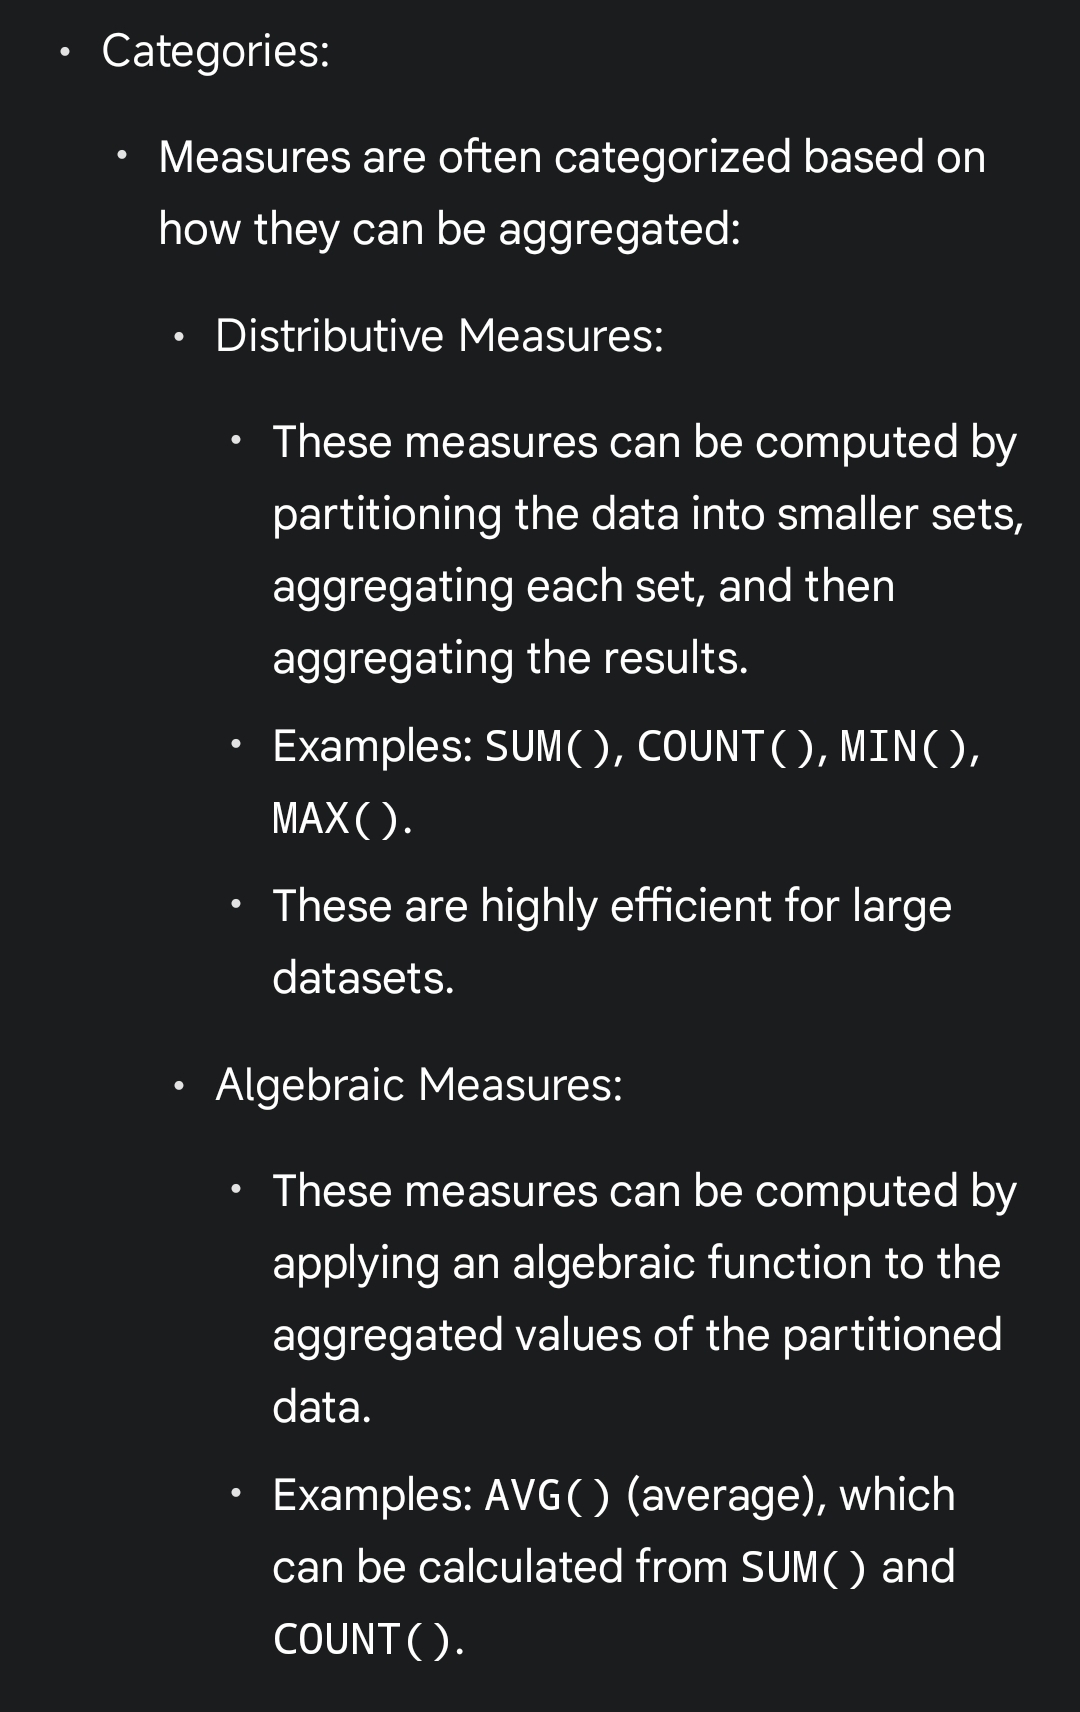 • Categories:
• Measures are often categorized based on
how they can be aggregated:
• Distributive Measures:
• These measures can be computed by
partitioning the data into smaller sets,
aggregating each set, and then
aggregating the results.
• Examples: SUM(), COUNT(), MIN(),
MAX().
• These are highly efficient for large
datasets.
• Algebraic Measures:
• These measures can be computed by
applying an algebraic function to the
aggregated values of the partitioned
data.
• Examples: AVG() (average), which
can be calculated from SUM() and
COUNT().